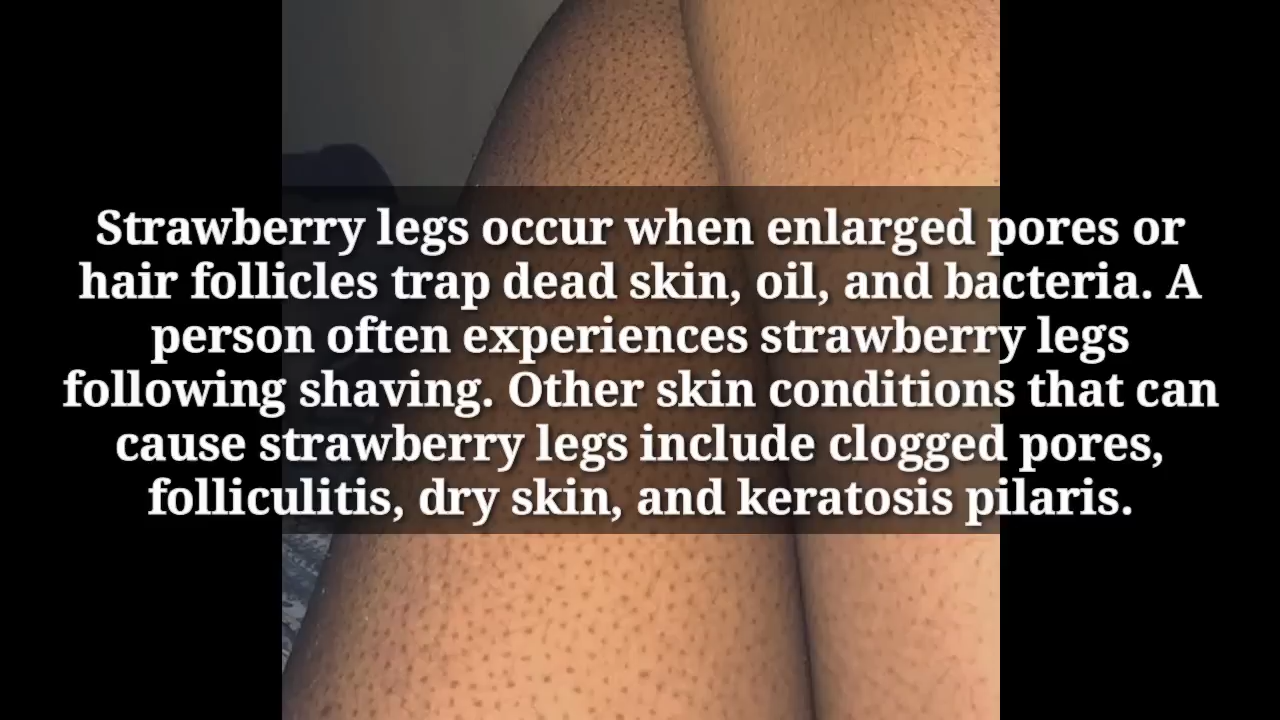 Strawberry legs occur when enlarged pores or
hair follicles trap dead skin, oil, and bacteria. A
person often experiences strawberry legs
following shaving. Other skin conditions that can
cause strawberry legs include clogged pores,
folliculitis, dry skin, and keratosis pilaris.